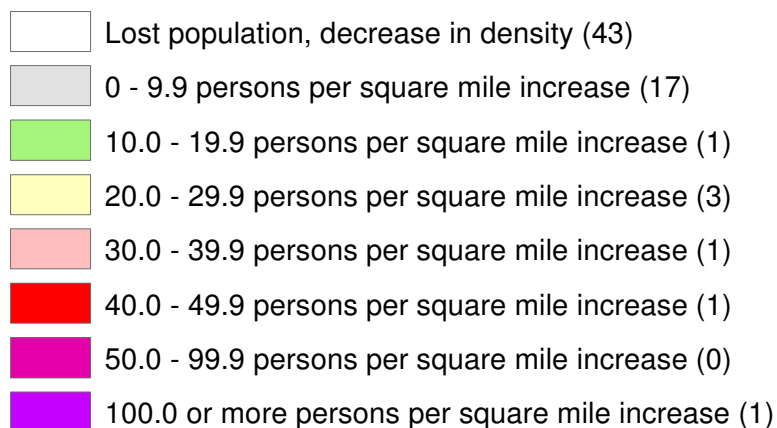 Lost population, decrease in density (43)
0 - 9.9 persons per square mile increase (17)
10.0 - 19.9 persons per square mile increase (1)
20.0 - 29.9 persons per square mile increase (3)
30.0 - 39.9 persons per square mile increase (1)
40.0 - 49.9 persons per square mile increase (1)
50.0 - 99.9 persons per square mile increase (0)
100.0 or more persons per square mile increase (1)